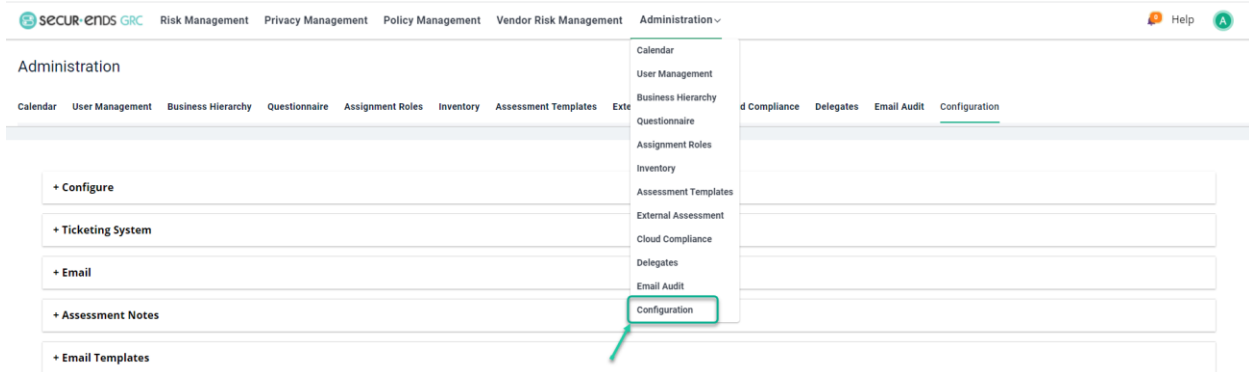 SECUR-ENDS GRC Risk Management Privacy Management Policy Management Vendor Risk Management Administration 6 Help A
Calendar
Administration
User Management
Business Hierarchy
Calendar User Management Business Hierarchy Questionnaire Assignment Roles Inventory Assessment Templates Exte d Compliance Delegates Email Audit Configuration
Questionnaire
Assignment Roles
Inventory
+ Configure
Assessment Templates
External Assessment
+ Ticketing System
Cloud Compliance
Delegates
+ Email
Email Audit
Configuration
+ Assessment Notes
+ Email Templates